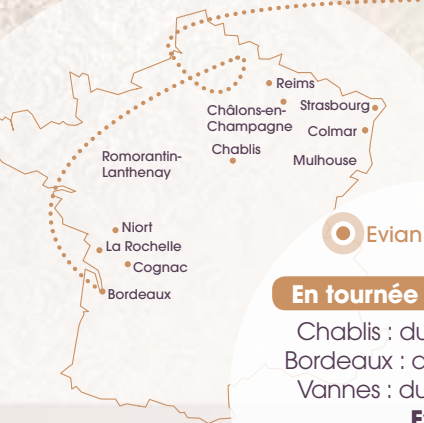 Reims
Châlons-en-
Champagne
Strasbourg
Colmar
Chablis
Mulhouse
Romorantin-
Lanthenay
Niort
La Rochelle
Cognac
Bordeaux
Evian
En tournée
Chablis : du
Bordeaux :
Vannes : du